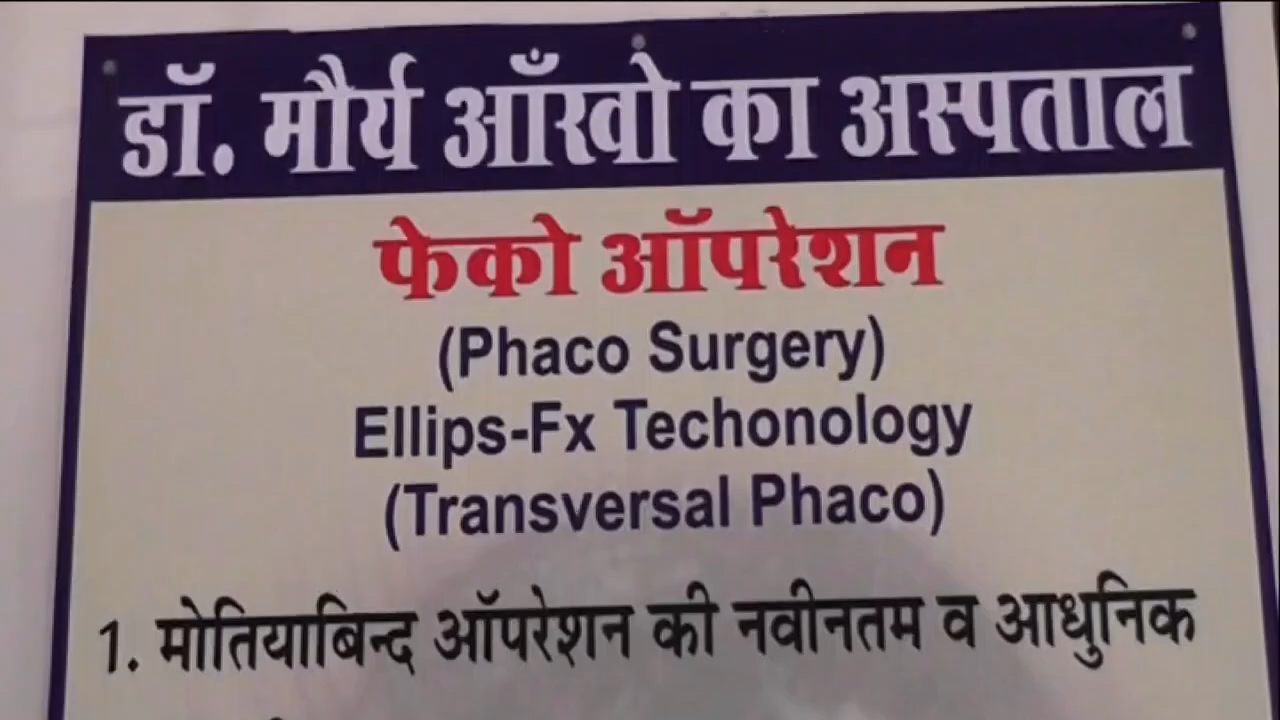 डॉ. मौर्य आँखो का अस्पताल
फेको ऑपरेशन
(Phaco Surgery)
Ellips-Fx Techonology
(Transversal Phaco)
1. मोतियाबिन्द ऑपरेशन की नवीनतम व आधुनिक